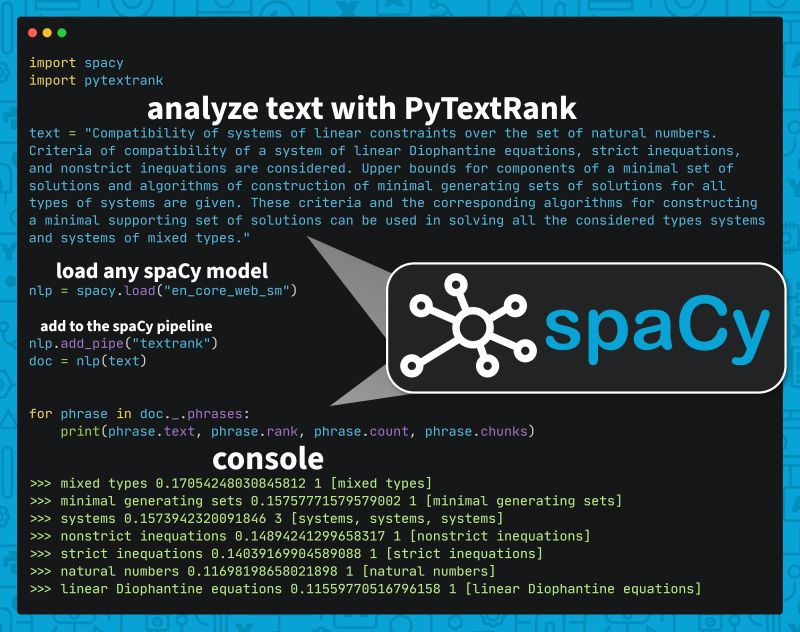 import spacy
import pytextrank
analyze text with PyTextRank
text = "Compatibility of systems of linear constraints over the set of natural numbers.
Criteria of compatibility of a system of linear Diophantine equations, strict inequations,
and nonstrict inequations are considered. Upper bounds for components of a minimal set of
solutions and algorithms of construction of minimal generating sets of solutions for all
types of systems are given. These criteria and the corresponding algorithms for constructing
a minimal supporting set of solutions can be used in solving all the considered types systems
and systems of mixed types."
load any spaCy model
nlp = spacy.load("en_core_web_sm")
add to the spaCy pipeline
nlp.add_pipe("textrank")
doc = nlp(text)
spaCy
for phrase in doc._.phrases:
    print(phrase.text, phrase.rank, phrase.count, phrase.chunks)
console
>>> mixed types 0.17054248030845812 1 [mixed types]
>>> minimal generating sets 0.15757771579579002 1 [minimal generating sets]
>>> systems 0.1573942320091846 3 [systems, systems, systems]
>>> nonstrict inequations 0.14894241299658317 1 [nonstrict inequations]
>>> strict inequations 0.14039169904589088 1 [strict inequations]
>>> natural numbers 0.11698198658021898 1 [natural numbers]
>>> linear Diophantine equations 0.11559770516796158 1 [linear Diophantine equations]